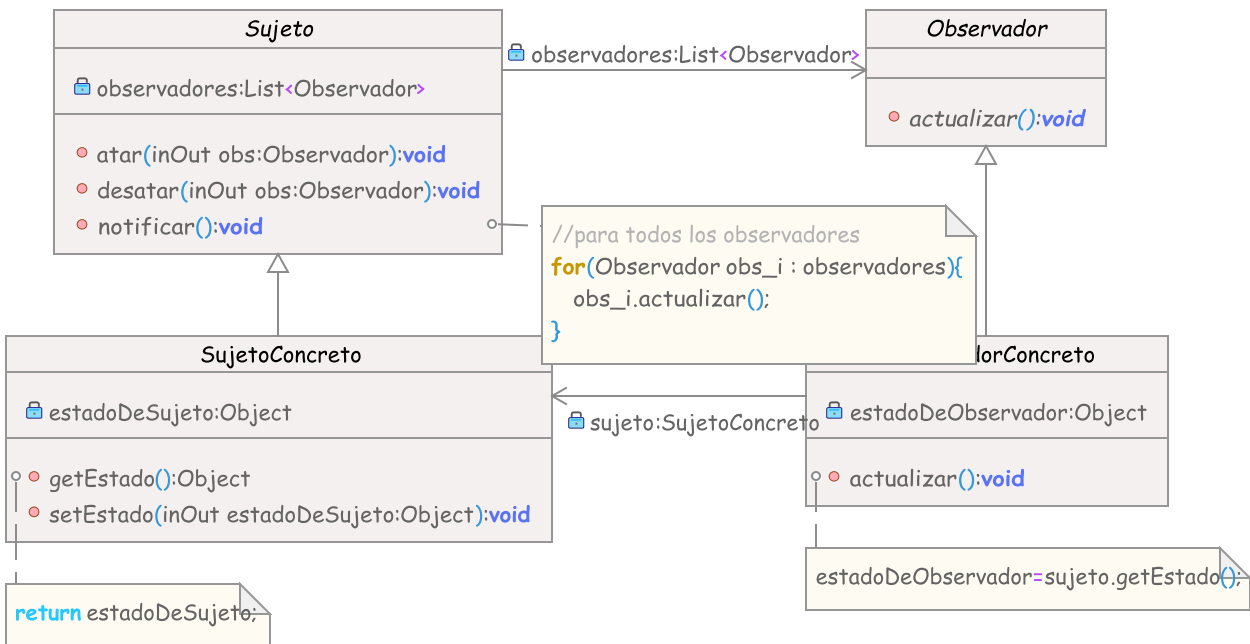 Sujeto
observadores:List<Observador>
atar(inOut obs:Observador):void
desatar(inOut obs:Observador):void
notificar():void
observadores:List<Observador>
Observador
actualizar():void
//para todos los observadores
for(Observador obs_i : observadores){
obs_i.actualizar();
}
SujetoConcreto
estadoDeSujeto:Object
getEstado():Object
setEstado(inOut estadoDeSujeto:Object):void
return estadoDeSujeto;
sujeto:SujetoConcreto
dorConcreto
estadoDeObservador:Object
actualizar():void
estadoDeObservador=sujeto.getEstado();